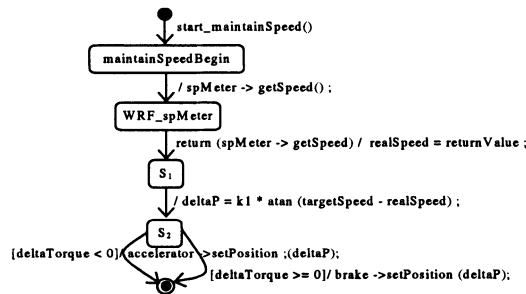 start_maintainSpeed()
maintainSpeedBegin
/ spMeter -> getSpeed() ;
WRF_spMeter
return (spMeter -> getSpeed) / realSpeed = returnValue ;
S1
/ deltaP = k1 * atan (targetSpeed - realSpeed) ;
S2
[deltaTorque < 0]/ accelerator ->setPosition ;(deltaP);
[deltaTorque >= 0]/ brake ->setPosition (deltaP);